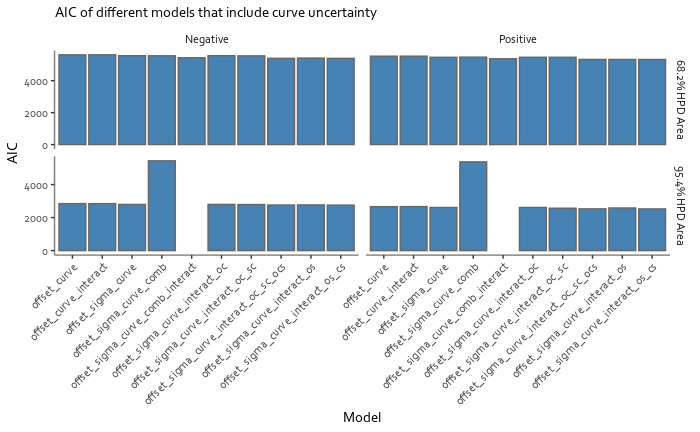 AIC of different models that include curve uncertainty
Negative
Positive
4000
2000
0
68.2% HPD Area
4000
2000
0
95.4% HPD Area
AIC
offset_curve
offset_curve_interact
offset_sigma_curve
offset_sigma_curve_comb
offset_sigma_curve_comb_interact
offset_sigma_curve_interact_oc
offset_sigma_curve_interact_oc_sc
offset_sigma_curve_interact_oc_sc_ocs
offset_sigma_curve_interact_os
offset_sigma_curve_interact_os_cs
offset_curve
offset_curve_interact
offset_sigma_curve
offset_sigma_curve_comb
offset_sigma_curve_comb_interact
offset_sigma_curve_interact_oc
offset_sigma_curve_interact_oc_sc
offset_sigma_curve_interact_oc_sc_ocs
offset_sigma_curve_interact_os
offset_sigma_curve_interact_os_cs
Model